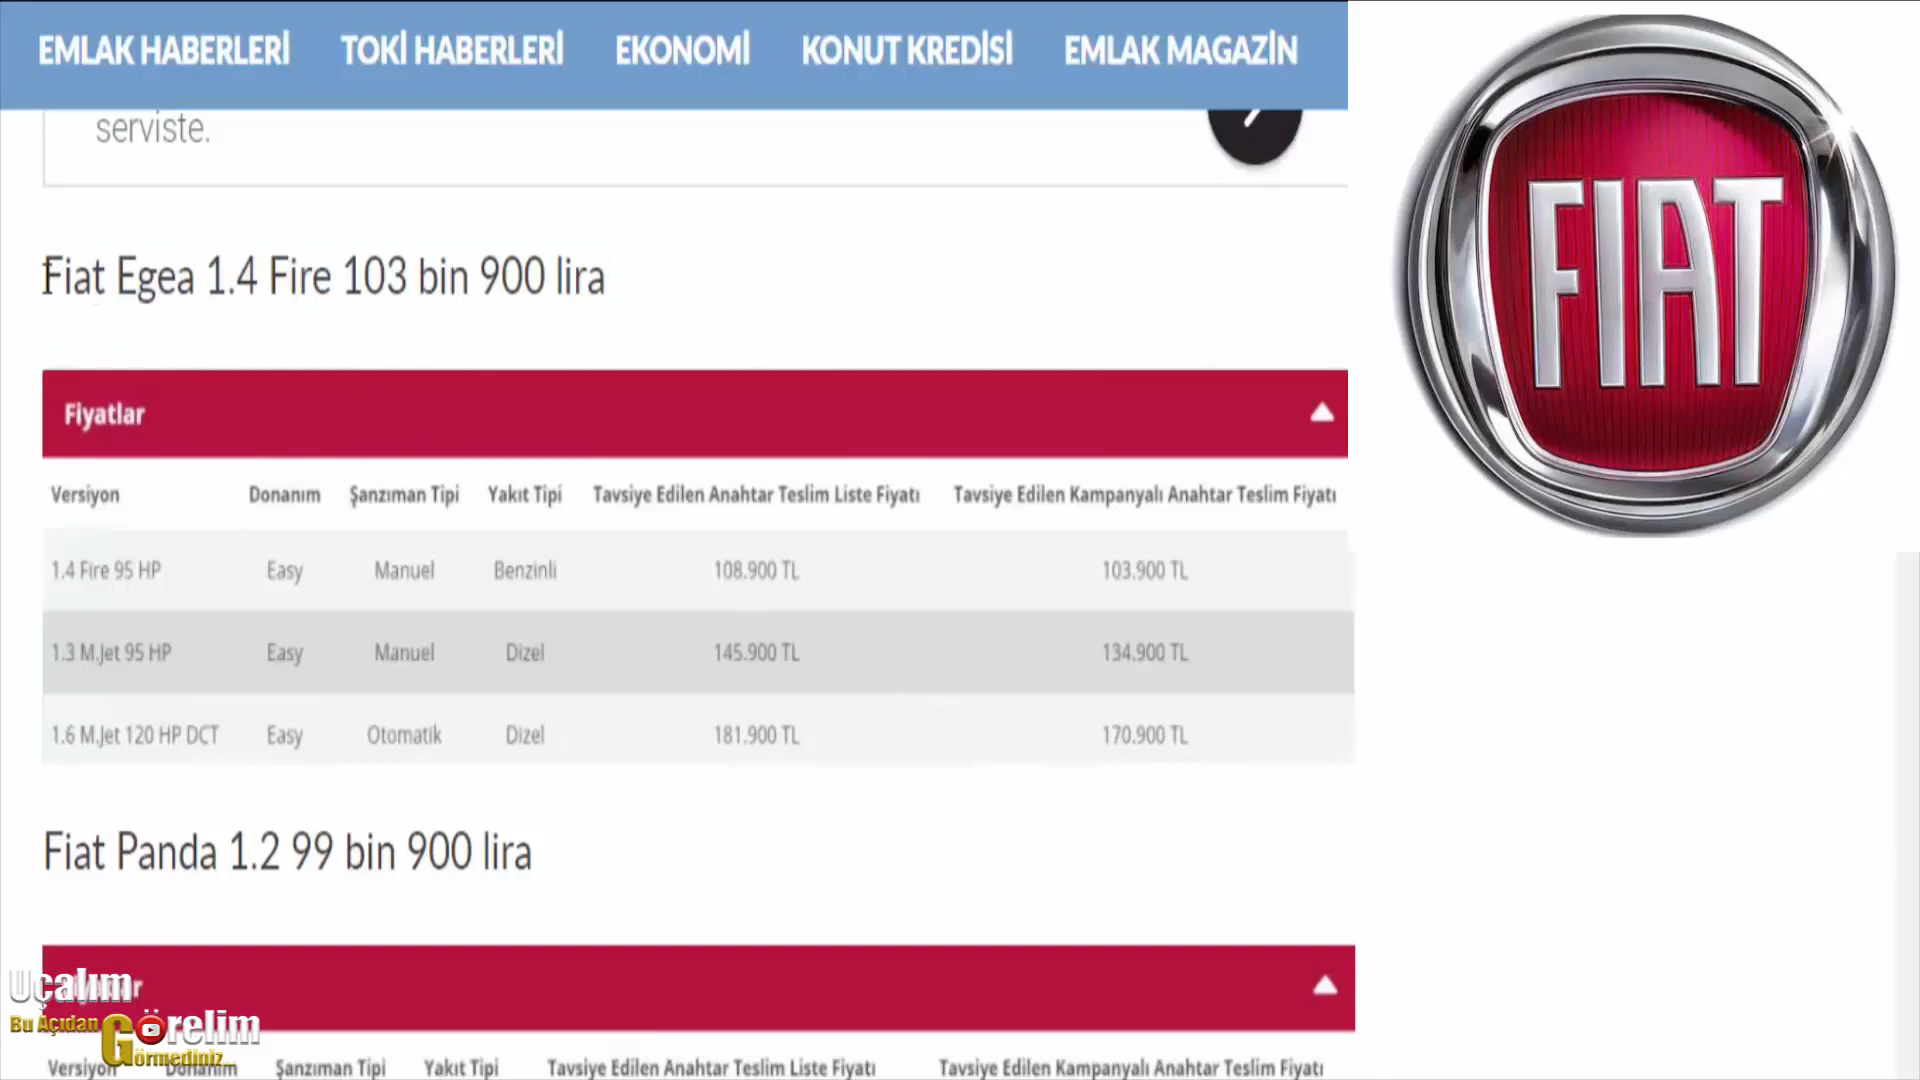 EMLAK HABERLERİ TOKİ HABERLERİ EKONOMİ KONUT KREDİSİ EMLAK MAGAZİN
serviste.
FIAT
Fiat Egea 1.4 Fire 103 bin 900 lira
Fiyatlar
Versiyon Donanım Şanzıman Tipi Yakıt Tipi Tavsiye Edilen Anahtar Teslim Liste Fiyatı Tavsiye Edilen Kampanyalı Anahtar Teslim Fiyatı
1.4 Fire 95 HP Easy Manuel Benzinli 108.900 TL 103.900 TL
1.3 M.Jet 95 HP Easy Manuel Dizel 145.900 TL 134.900 TL
1.6 M.Jet 120 HP DCT Easy Otomatik Dizel 181.900 TL 170.900 TL
Fiat Panda 1.2 99 bin 900 lira
Uçalım
Bu Açıdan Görelim
Görmediniz...
Versiyon Donanım Şanzıman Tipi Yakıt Tipi Tavsiye Edilen Anahtar Teslim Liste Fiyatı Tavsiye Edilen Kampanyalı Anahtar Teslim Fiyatı